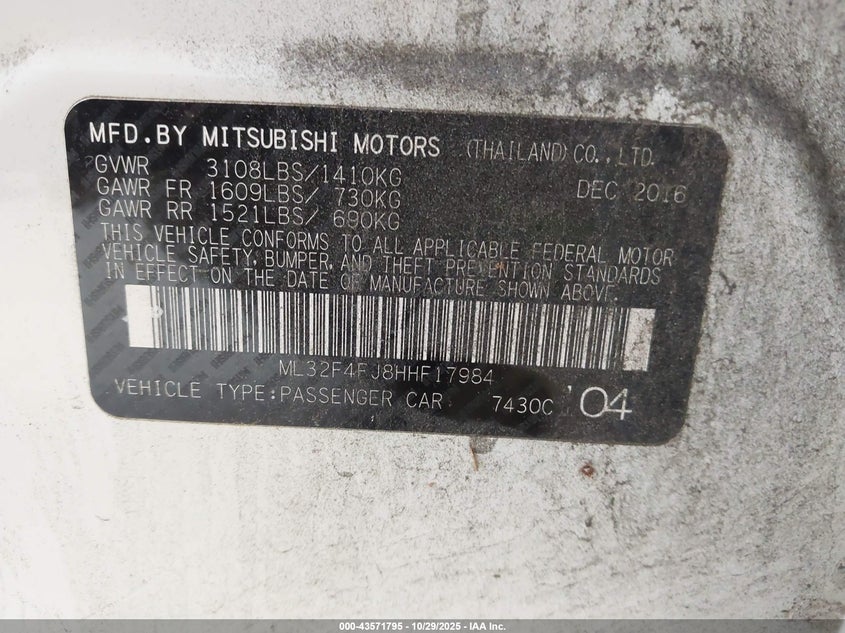 MFD.BY MITSUBISHI MOTORS (THAILAND) CO.,LTD.
GVWR 3108LBS/1410KG DEC 2016
GAWR FR 1609LBS/ 730KG
GAWR RR 1521LBS/ 690KG
THIS VEHICLE CONFORMS TO ALL APPLICABLE FEDERAL MOTOR
VEHICLE SAFETY, BUMPER, AND THEFT PREVENTION STANDARDS
IN EFFECT ON THE DATE OF MANUFACTURE SHOWN ABOVE.
ML32F4FJ8HHF17984
VEHICLE TYPE:PASSENGER CAR 7430C '04
000-43571795 - 10/29/2025 - IAA Inc.